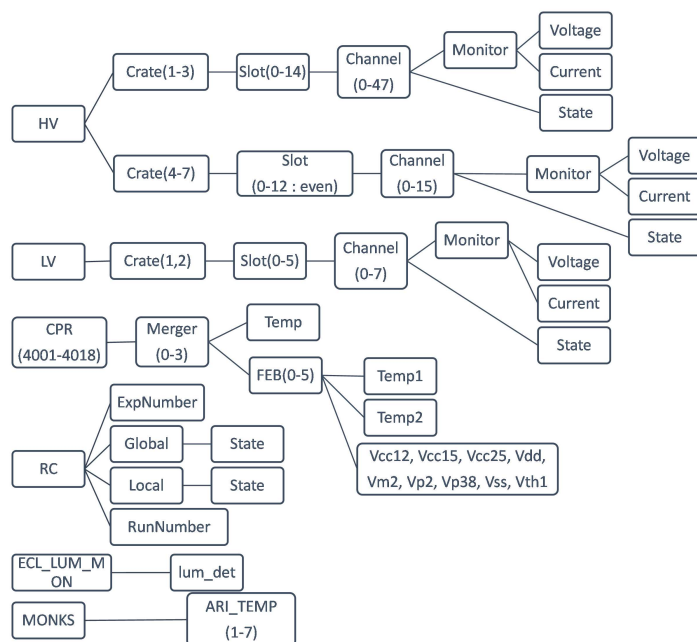 HV
Crate(1-3)
Slot(0-14)
Channel
(0-47)
Monitor
Voltage
Current
State
Crate(4-7)
Slot
(0-12 : even)
Channel
(0-15)
Monitor
Voltage
Current
State
LV
Crate(1,2)
Slot(0-5)
Channel
(0-7)
Monitor
Voltage
Current
State
CPR
(4001-4018)
Merger
(0-3)
Temp
FEB(0-5)
Temp1
Temp2
Vcc12, Vcc15, Vcc25, Vdd,
Vm2, Vp2, Vp38, Vss, Vth1
RC
ExpNumber
Global
State
Local
State
RunNumber
ECL_LUM_M
ON
lum_det
MONKS
ARI_TEMP
(1-7)